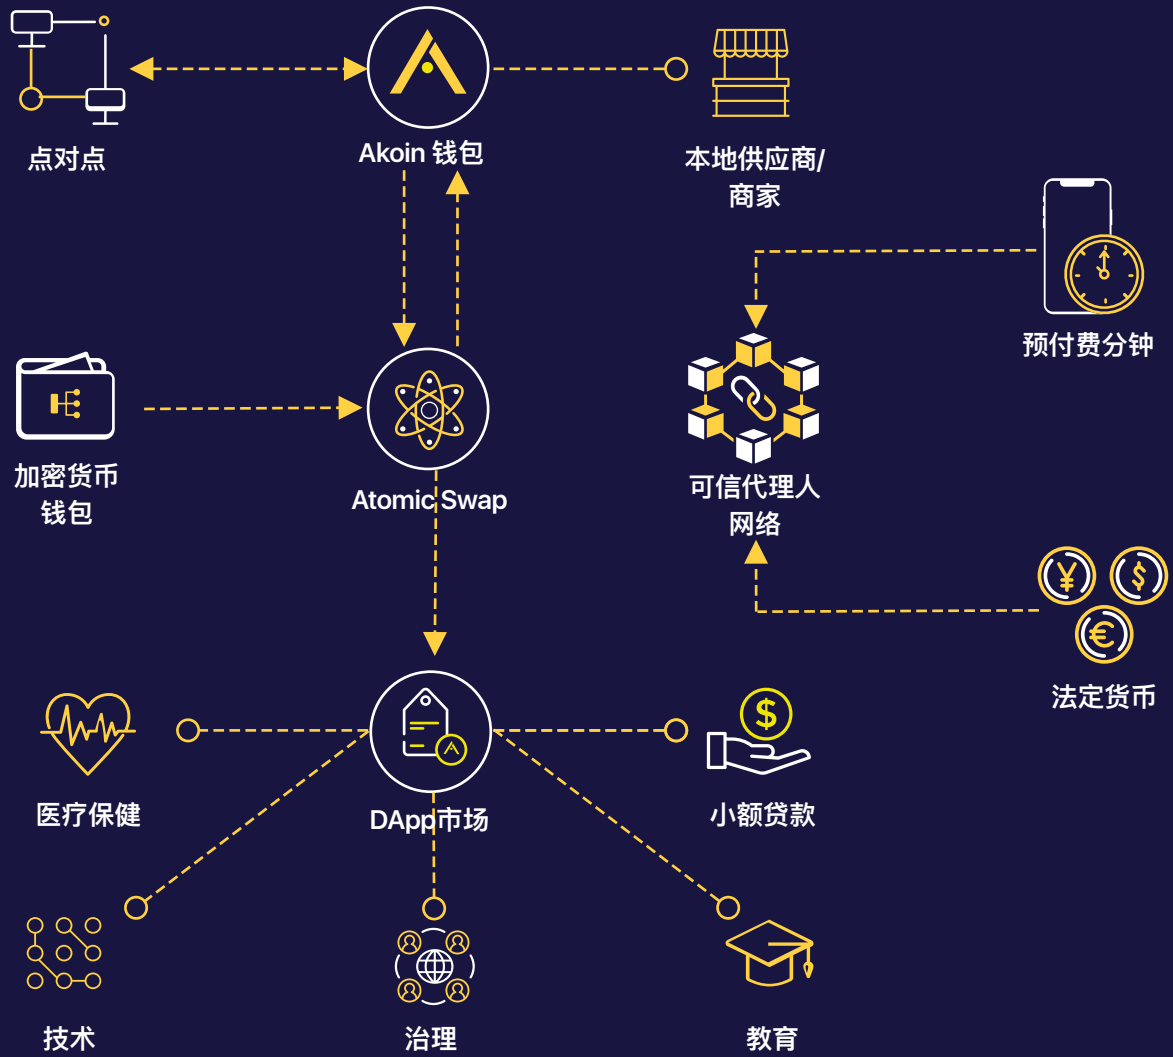 点对点
Akoin 钱包
本地供应商/
商家
预付费分钟
加密货币
钱包
Atomic Swap
可信代理人
网络
法定货币
医疗保健
DApp市场
小额贷款
技术
治理
教育